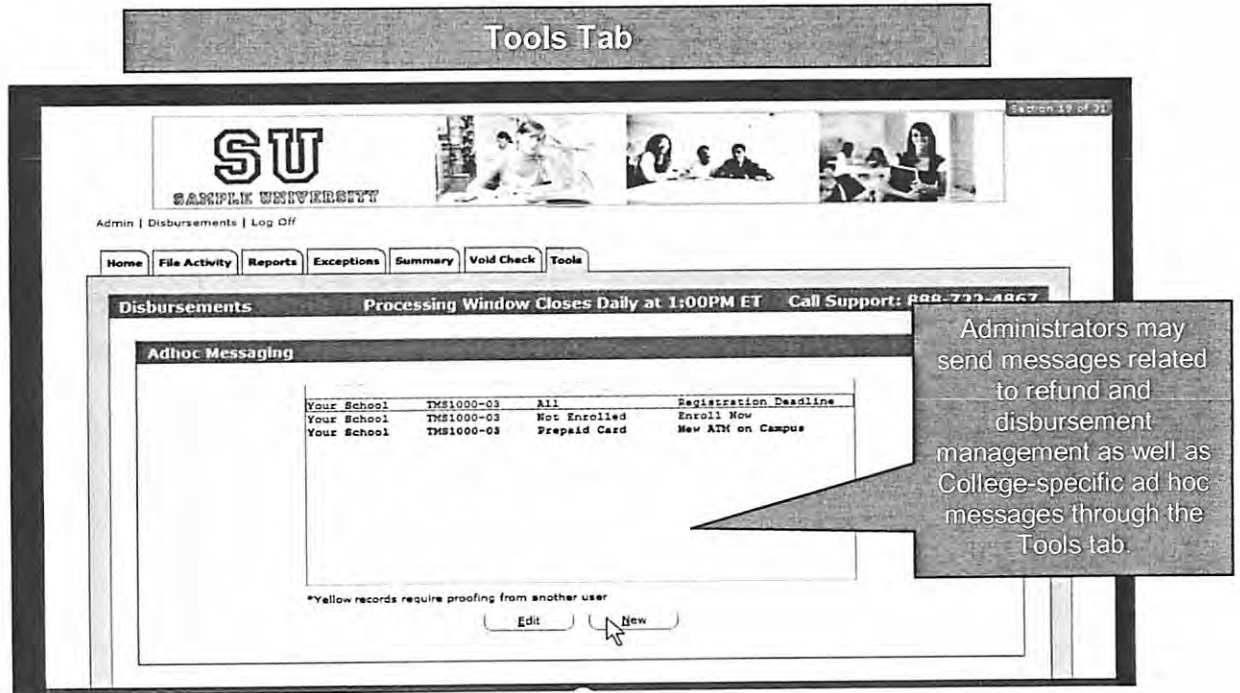 Tools Tab
Section 19 of 31
SU
SAMPLE UNIVERSITY
Admin | Disbursements | Log Off
Home File Activity Reports Exceptions Summary Void Check Tools
Disbursements Processing Window Closes Daily at 1:00PM ET Call Support: 888-722-4867
Adhoc Messaging
Your School TMS1000-03 All Registration Deadline
Your School TMS1000-03 Not Enrolled Enroll Now
Your School TMS1000-03 Prepaid Card New ATM on Campus
*Yellow records require proofing from another user
Edit New
Administrators may
send messages related
to refund and
disbursement
management as well as
College-specific ad hoc
messages through the
Tools tab.